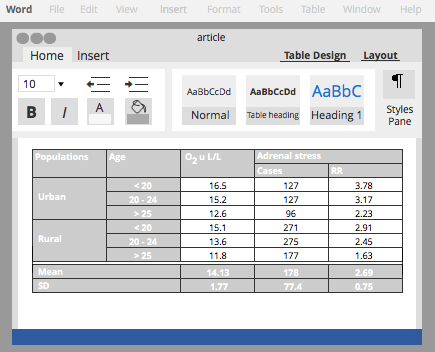 Word File Edit View Insert Format Tools Table Window Help
article
Home Insert Table Design Layout
10
B I A
AaBbCcDd AaBbCcDd AaBbC ¶
Normal Table heading Heading 1 Styles Pane
Populations Age O2 u L/L Adrenal stress
Cases RR
Urban
< 20 16.5 127 3.78
20 - 24 15.2 127 3.17
> 25 12.6 96 2.23
Rural
< 20 15.1 271 2.91
20 - 24 13.6 275 2.45
> 25 11.8 177 1.63
Mean 14.13 178 2.69
SD 1.77 77.4 0.75